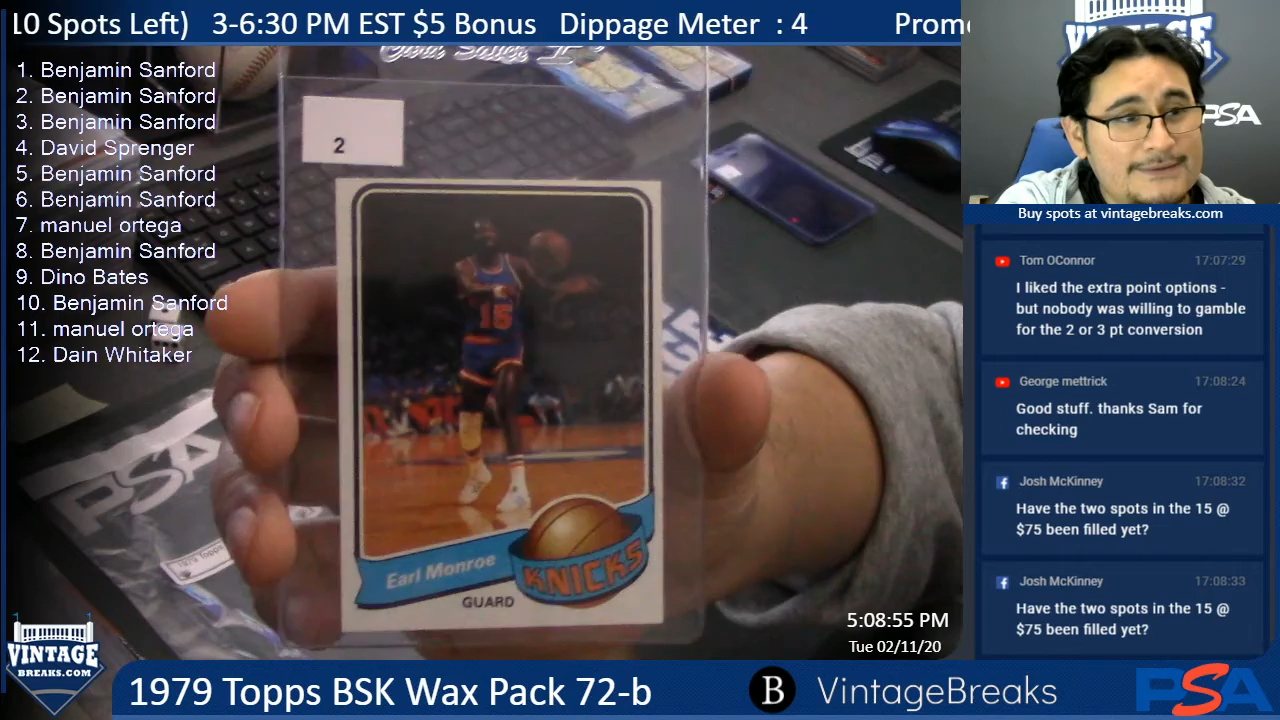 LO Spots Left) 3-6:30 PM EST $5 Bonus Dippage Meter : 4 Prom
1. Benjamin Sanford
2. Benjamin Sanford
3. Benjamin Sanford
4. David Sprenger
5. Benjamin Sanford
6. Benjamin Sanford
7. manuel ortega
8. Benjamin Sanford
9. Dino Bates
10. Benjamin Sanford
11. manuel ortega
12. Dain Whitaker
2
15
Earl Monroe
KNICKS
GUARD
PSA
1979 Topps
VINTAGE
PSA
Buy spots at vintagebreaks.com
Tom OConnor 17:07:29
I liked the extra point options -
but nobody was willing to gamble
for the 2 or 3 pt conversion
George mettrick 17:08:24
Good stuff. thanks Sam for
checking
Josh McKinney 17:08:32
Have the two spots in the 15 @
$75 been filled yet?
Josh McKinney 17:08:33
Have the two spots in the 15 @
$75 been filled yet?
5:08:55 PM
Tue 02/11/20
VINTAGE
BREAKS.COM
1979 Topps BSK Wax Pack 72-b
B VintageBreaks
PSA